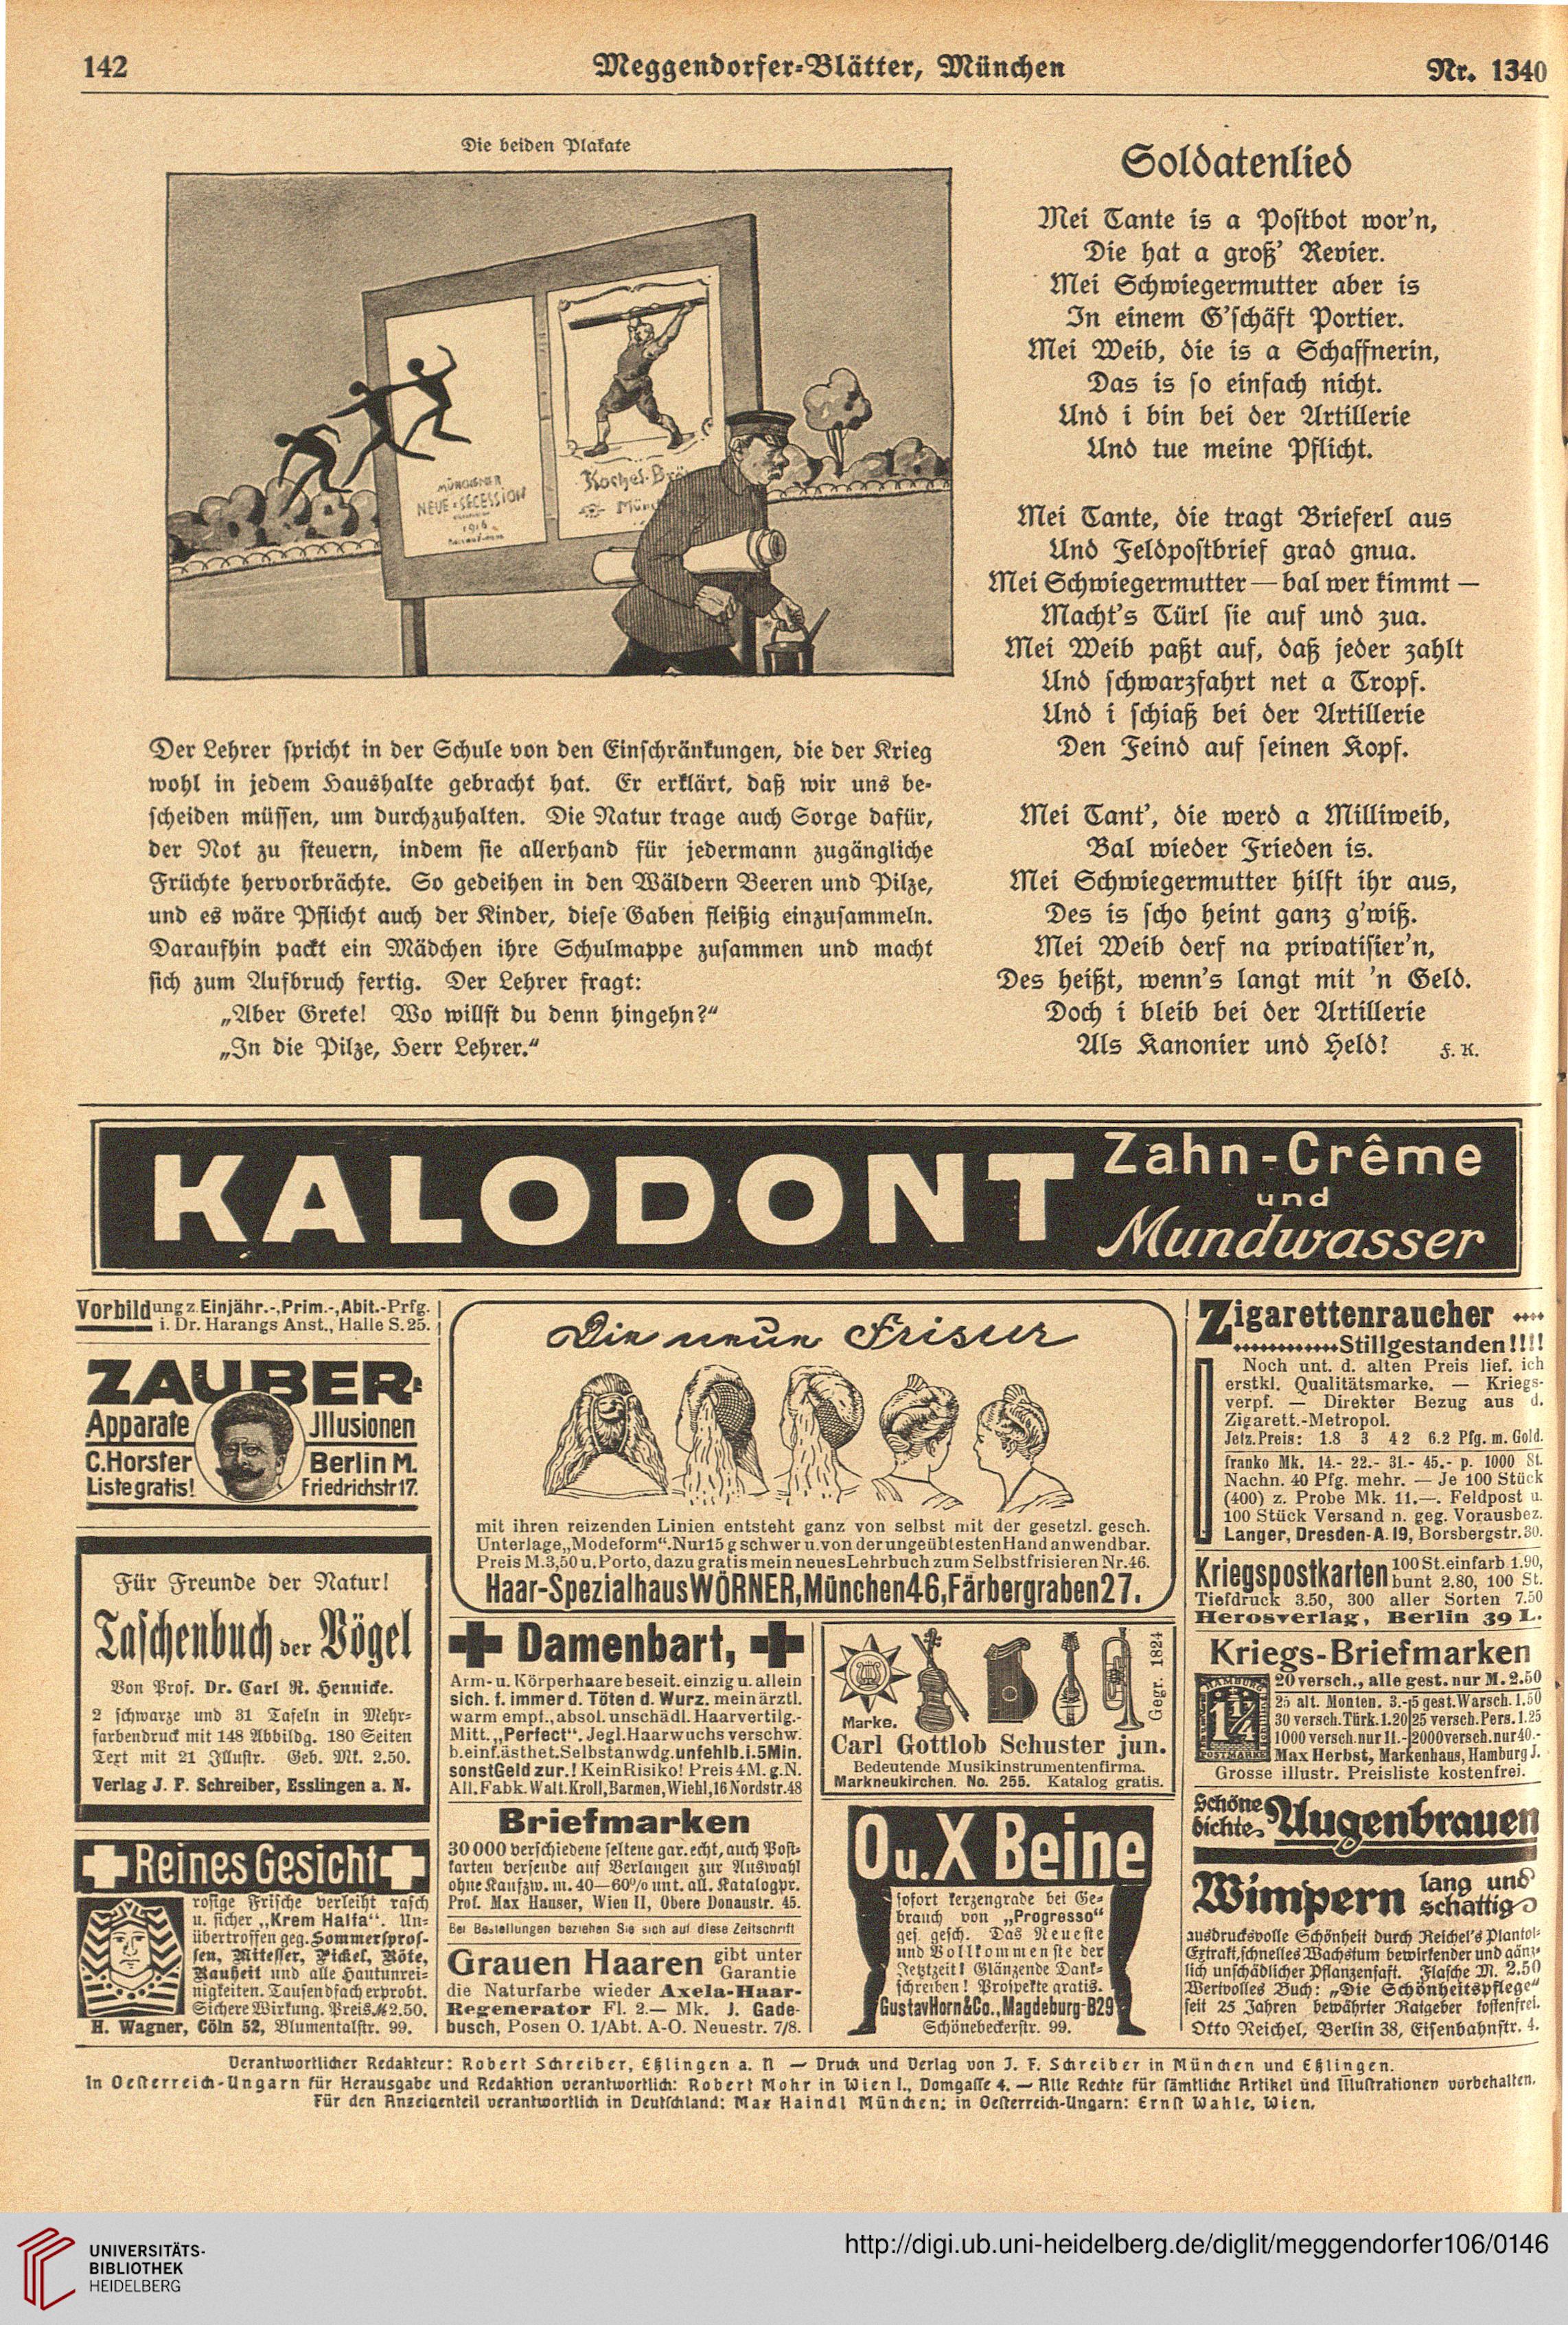 142
Meggendorfer-Blätter, München
Nr. 1340
Die beiden Plakate
MÜNCHENER
NEUE-SECESSION
1916
Kochel-Brä
Münc
Der Lehrer spricht in der Schule von den Einschränkungen, die der Krieg
wohl in jedem Haushalte gebracht hat. Er erklärt, daß wir uns be-
scheiden müssen, um durchzuhalten. Die Natur trage auch Sorge dafür,
der Not zu steuern, indem sie allerhand für jedermann zugängliche
Früchte hervorbrächte. So gedeihen in den Wäldern Beeren und Pilze,
und es wäre Pflicht auch der Kinder, diese Gaben fleißig einzusammeln.
Daraufhin packt ein Mädchen ihre Schulmappe zusammen und macht
sich zum Aufbruch fertig. Der Lehrer fragt:
„Aber Grete! Wo willst du denn hingehn?“
„In die Pilze, Herr Lehrer.“
Soldatenlied
Mei Tante is a Postbot wor'n,
Die hat a groß' Revier.
Mei Schwiegermutter aber is
In einem G'schäft Portier.
Mei Weib, die is a Schaffnerin,
Das is so einfach nicht.
Und i bin bei der Artillerie
Und tue meine Pflicht.
Mei Tante, die tragt Brieferl aus
Und Feldpostbrief grad gnua.
Mei Schwiegermutter — bal wer kimmt —
Macht's Türl sie auf und zua.
Mei Weib paßt auf, daß jeder zahlt
Und schwarzfahrt net a Tropf.
Und i schiaß bei der Artillerie
Den Feind auf seinen Kopf.
Mei Tant', die werd a Milliweib,
Bal wieder Frieden is.
Mei Schwiegermutter hilft ihr aus,
Des is scho heint ganz g'wiß.
Mei Weib derf na privatisier'n,
Des heißt, wenn's langt mit 'n Geld.
Doch i bleib bei der Artillerie
Als Kanonier und Held!
F. K.
KALODONT
Zahn-Crême
und
Mundwasser
Vorbildung z. Einjähr.-, Prim.-, Abit.-Prfg.
i. Dr. Harangs Anst., Halle S. 25.
ZAUBER-
Apparate Jllusionen
C. Horster Berlin M.
Liste gratis! Friedrichstr 17.
Für Freunde der Natur!
Taschenbuch der Vögel
Von Prof. Dr. Carl R. Hennicke.
2 schwarze und 31 Tafeln in Mehr-
farbendruck mit 148 Abbildg. 180 Seiten
Text mit 21 Illustr. Geb. Mk. 2.50.
Verlag J. F. Schreiber, Esslingen a. N.
Reines Gesicht
rosige Frische verleiht rasch
u. sicher „Krem Halfa“. Un-
übertroffen geg. Sommerspros-
sen, Mitesser, Pickel, Röte,
Rauheit und alle Hautunrei-
nigkeiten. Tausendfach erprobt.
Sichere Wirkung. Preis ℳ 2.50.
H. Wagner, Cöln 52, Blumentalstr. 99.
Die neue Frisur
mit ihren reizenden Linien entsteht ganz von selbst mit der gesetzl. gesch.
Unterlage „Modeform“. Nur 15 g schwer u. von der ungeübtesten Hand anwendbar.
Preis M. 3,50 u. Porto, dazu gratis mein neues Lehrbuch zum Selbstfrisieren Nr. 46.
Haar-Spezialhaus WÖRNER, München 46, Färbergraben 27.
Damenbart,
Arm- u. Körperhaare beseit. einzig u. allein
sich. f. immer d. Töten d. Wurz. mein ärztl.
warm empf., absol. unschädl. Haarvertilg.-
Mitt. „Perfect“. Jegl. Haarwuchs verschw.
b. einf. ästhet. Selbstanwdg. unfehlb. i. 5 Min.
sonst Geld zur.! Kein Risiko! Preis 4 M. g. N.
All. Fabk. Walt. Kroll, Barmen, Wiehl, 16 Nordstr. 48
Briefmarken
30 000 verschiedene seltene gar. echt, auch Post-
karten versende auf Verlangen zur Auswahl
ohne Kaufzw. m. 40—60% unt. all. Katalogpr.
Prof. Max Hauser, Wien II, Obere Donaustr. 45.
Bei Bestellungen beziehen Sie sich auf diese Zeitschrift
Grauen Haaren gibt unter
Garantie
die Naturfarbe wieder Axela-Haar-
Regenerator Fl. 2.— Mk. J. Gade-
busch, Posen O. 1/Abt. A-O. Neuestr. 7/8.
Marke.
Gegr. 1824
Carl Gottlob Schuster jun.
Bedeutende Musikinstrumentenfirma.
Markneukirchen. No. 255. Katalog gratis.
O u. X Beine
sofort kerzengrade bei Ge-
brauch von „Progresso“
ges. gesch. Das Neueste
und Vollkommenste der
Jetztzeit! Glänzende Dank-
schreiben! Prospekte gratis.
Gustav Horn & Co., Magdeburg-B 29
Schönebeckerstr. 99.
Zigarettenraucher
Stillgestanden!!!!
Noch unt. d. alten Preis lief. ich
erstkl. Qualitätsmarke. — Kriegs-
verpf. — Direkter Bezug aus d.
Zigarett.-Metropol.
Jetz. Preis: 1.8 3 4 2 6.2 Pfg. m. Gold.
franko Mk. 14.- 22.- 31.- 45.- p. 1000 St.
Nachn. 40 Pfg. mehr. — Je 100 Stück
(400) z. Probe Mk. 11.—. Feldpost u.
100 Stück Versand n. geg. Vorausbez.
Langer, Dresden-A. 19, Borsbergstr. 30.
Kriegspostkarten 100 St. einfarb 1.90,
bunt 2.80, 100 St.
Tiefdruck 3.50, 300 aller Sorten 7.50
Herosverlag, Berlin 39 L.
Kriegs-Briefmarken
HAMBURG
1¼
POSTMARKE
20 versch., alle gest. nur M. 2.50
25 alt. Monten. 3.- 5 gest. Warsch. 1.50
30 versch. Türk. 1.20 25 versch. Pers. 1.25
1000 versch. nur 11.- 2000 versch. nur 40.-
Max Herbst, Markenhaus, Hamburg J.
Grosse illustr. Preisliste kostenfrei.
Schöne
dichte Augenbrauen
Wimpern lang und
schattig
ausdrucksvolle Schönheit durch Reichel's Plantol-
Extrakt, schnelles Wachstum bewirkender und gänz-
lich unschädlicher Pflanzensaft. Flasche M. 2.50
Wertvolles Buch: „Die Schönheitspflege“
seit 25 Jahren bewährter Ratgeber kostenfrei.
Otto Reichel, Berlin 38, Eisenbahnstr. 4.
Verantwortlicher Redakteur: Robert Schreiber, Eßlingen a. N — Druck und Verlag von J. F. Schreiber in München und Eßlingen.
In Oesterreich-Ungarn für Herausgabe und Redaktion verantwortlich: Robert Mohr in Wien I., Domgasse 4. — Alle Rechte für sämtliche Artikel und Illustrationen vorbehalten.
Für den Anzeigenteil verantwortlich in Deutschland: Max Haindl München; in Oesterreich-Ungarn: Ernst Wahle, Wien.
UNIVERSITÄTS-
BIBLIOTHEK
HEIDELBERG
http://digi.ub.uni-heidelberg.de/diglit/meggendorfer106/0146